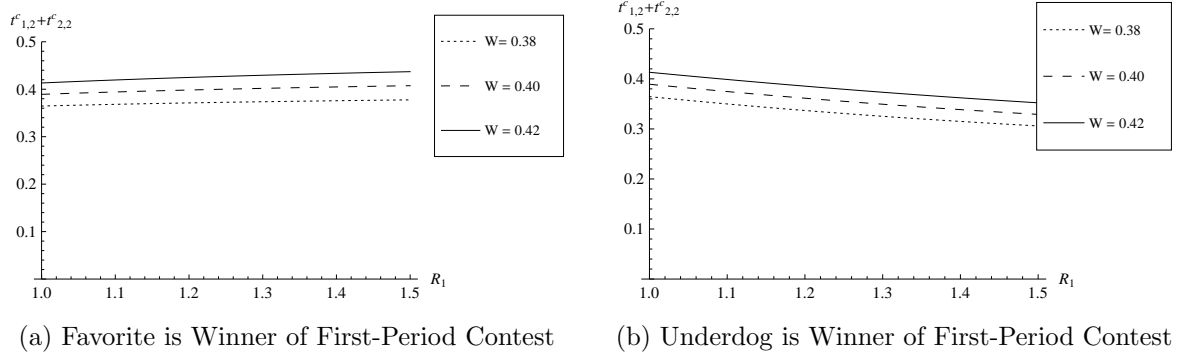 t^c_{1,2}+t^c_{2,2}
0.5
0.4
0.3
0.2
0.1
1.0 1.1 1.2 1.3 1.4 1.5
R_1
W= 0.38
W = 0.40
W = 0.42
(a) Favorite is Winner of First-Period Contest
t^c_{1,2}+t^c_{2,2}
0.5
0.4
0.3
0.2
0.1
1.0 1.1 1.2 1.3 1.4 1.5
R_1
W= 0.38
W = 0.40
W = 0.42
(b) Underdog is Winner of First-Period Contest